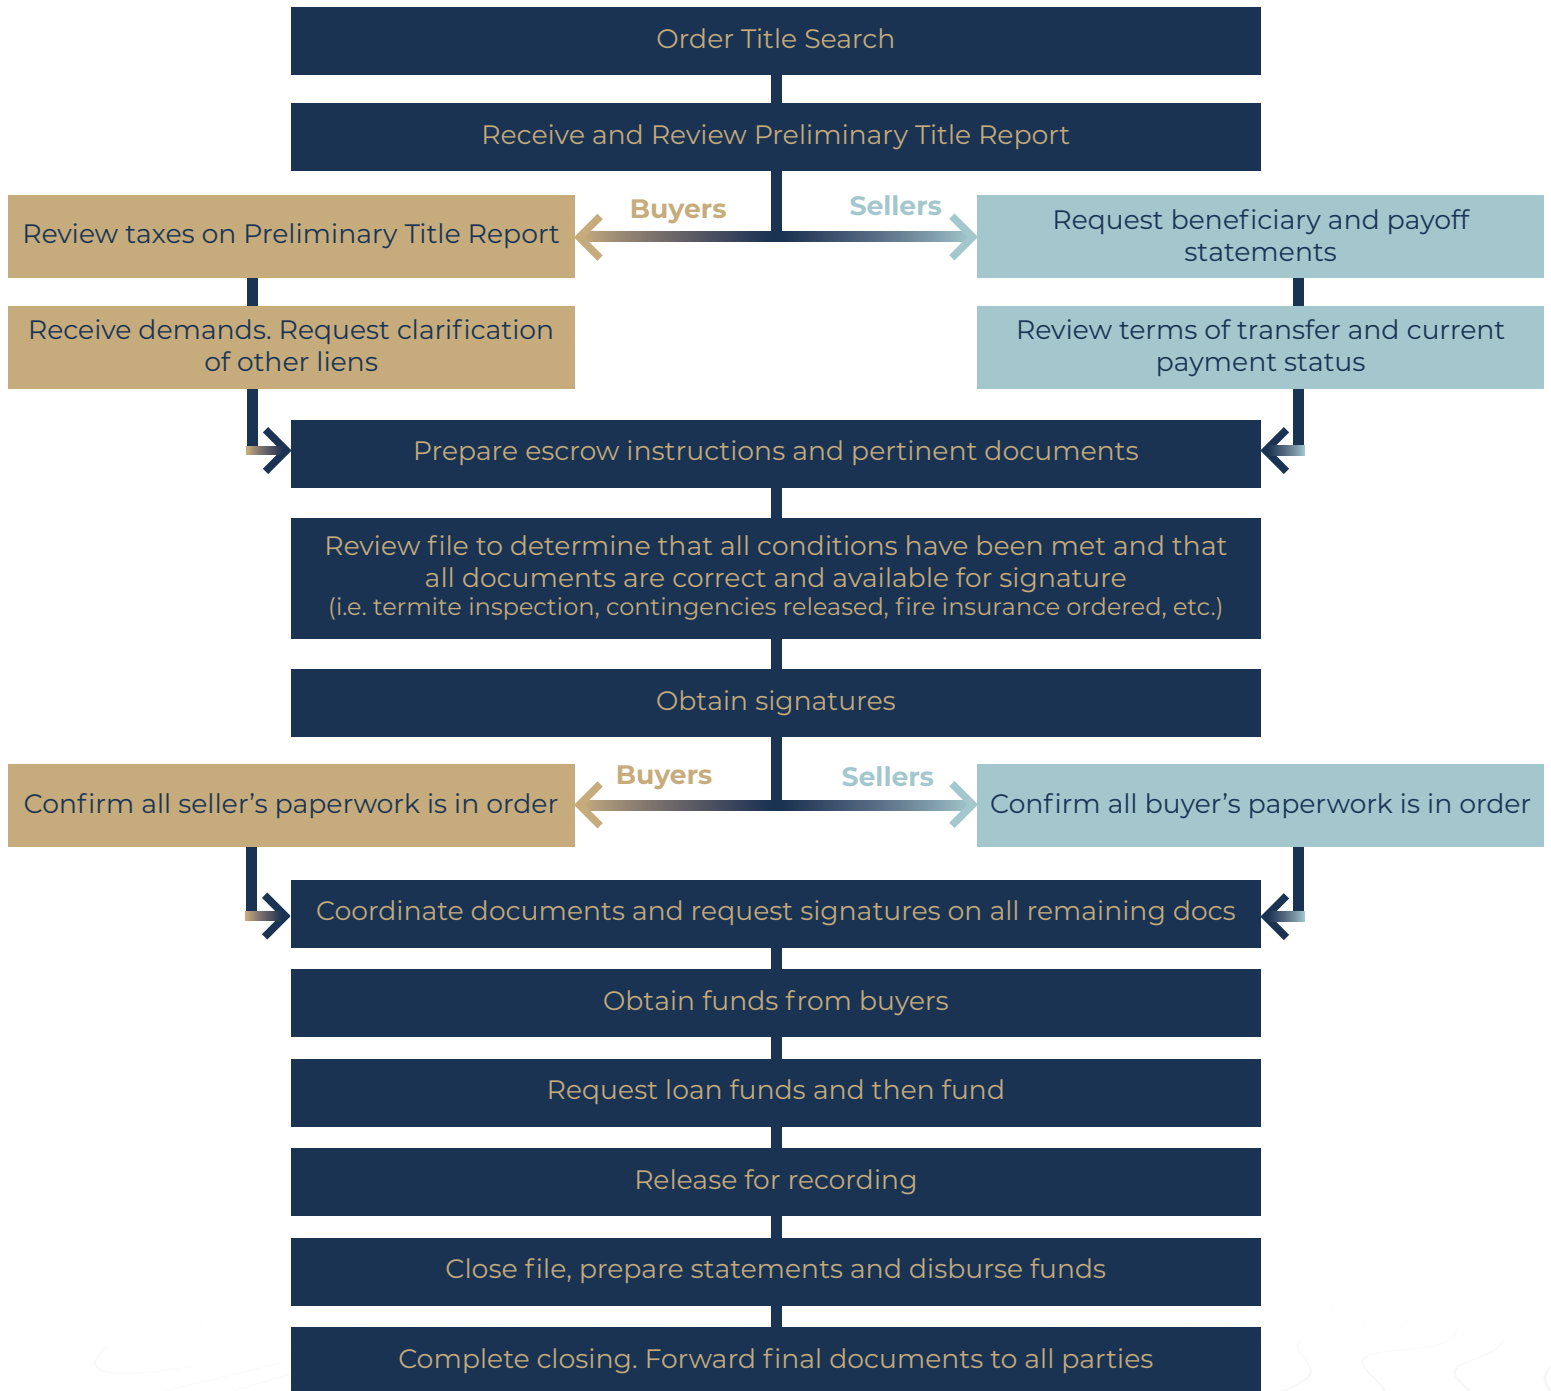 Order Title Search
Receive and Review Preliminary Title Report
Buyers
Sellers
Review taxes on Preliminary Title Report
Request beneficiary and payoff
statements
Receive demands. Request clarification
of other liens
Review terms of transfer and current
payment status
Prepare escrow instructions and pertinent documents
Review file to determine that all conditions have been met and that
all documents are correct and available for signature
(i.e. termite inspection, contingencies released, fire insurance ordered, etc.)
Obtain signatures
Buyers
Sellers
Confirm all seller’s paperwork is in order
Confirm all buyer’s paperwork is in order
Coordinate documents and request signatures on all remaining docs
Obtain funds from buyers
Request loan funds and then fund
Release for recording
Close file, prepare statements and disburse funds
Complete closing. Forward final documents to all parties